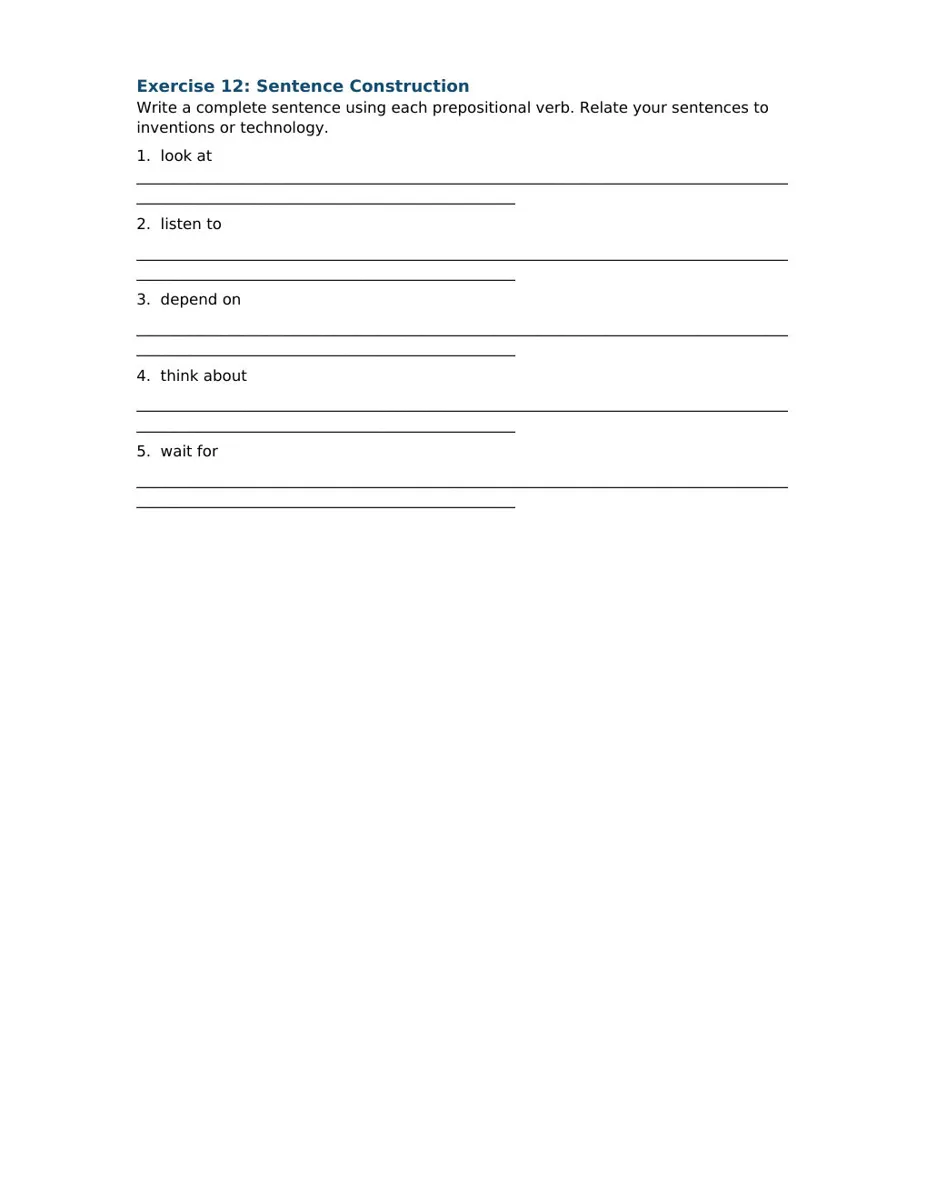 Exercise 12: Sentence Construction
Write a complete sentence using each prepositional verb. Relate your sentences to
inventions or technology.
1. look at
2. listen to
3. depend on
4. think about
5. wait for